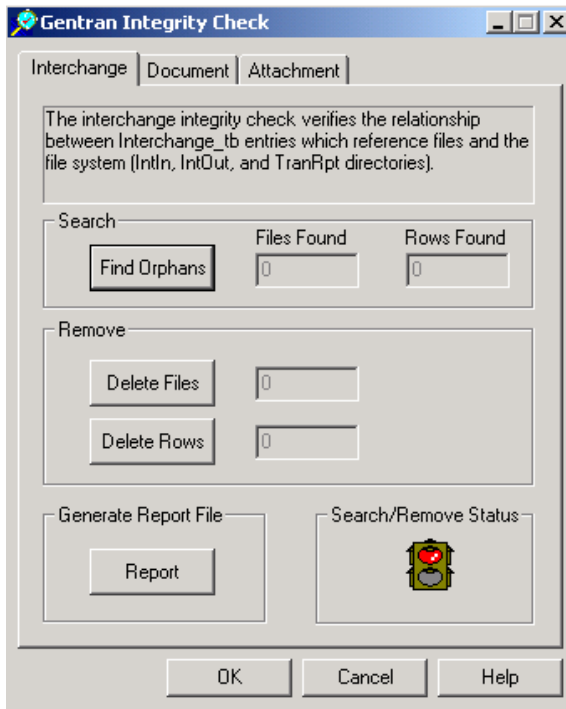 Gentran Integrity Check
Interchange Document Attachment
The interchange integrity check verifies the relationship
between Interchange_tb entries which reference files and the
file system (IntIn, IntOut, and TranRpt directories).
Search
Files Found Rows Found
Find Orphans 0 0
Remove
Delete Files 0
Delete Rows 0
Generate Report File Search/Remove Status
Report
OK Cancel Help